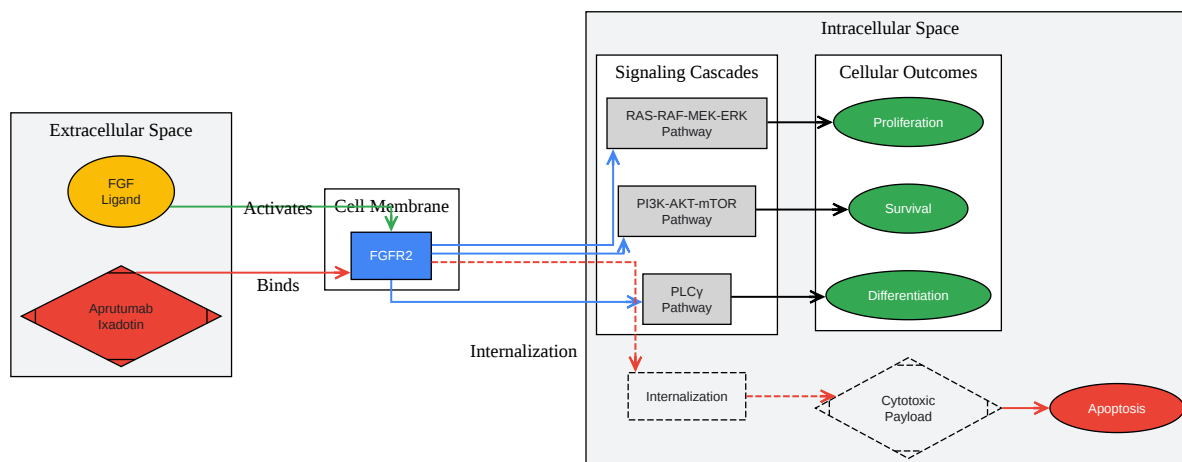 Intracellular Space
Signaling Cascades
Cellular Outcomes
RAS-RAF-MEK-ERK
Pathway
Proliferation
Extracellular Space
FGF
Ligand
Activates
Cell Membrane
PI3K-AKT-mTOR
Pathway
Survival
FGFR2
Binds
Aprutumab
Ixadotin
PLCγ
Pathway
Differentiation
Internalization
Internalization
Cytotoxic
Payload
Apoptosis